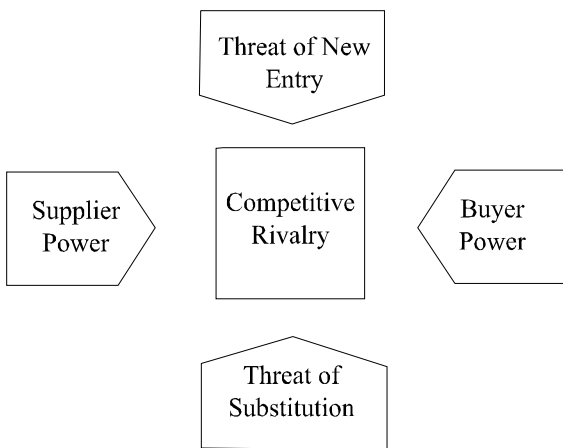 Threat of New
Entry
Supplier
Power
Competitive
Rivalry
Buyer
Power
Threat of
Substitution